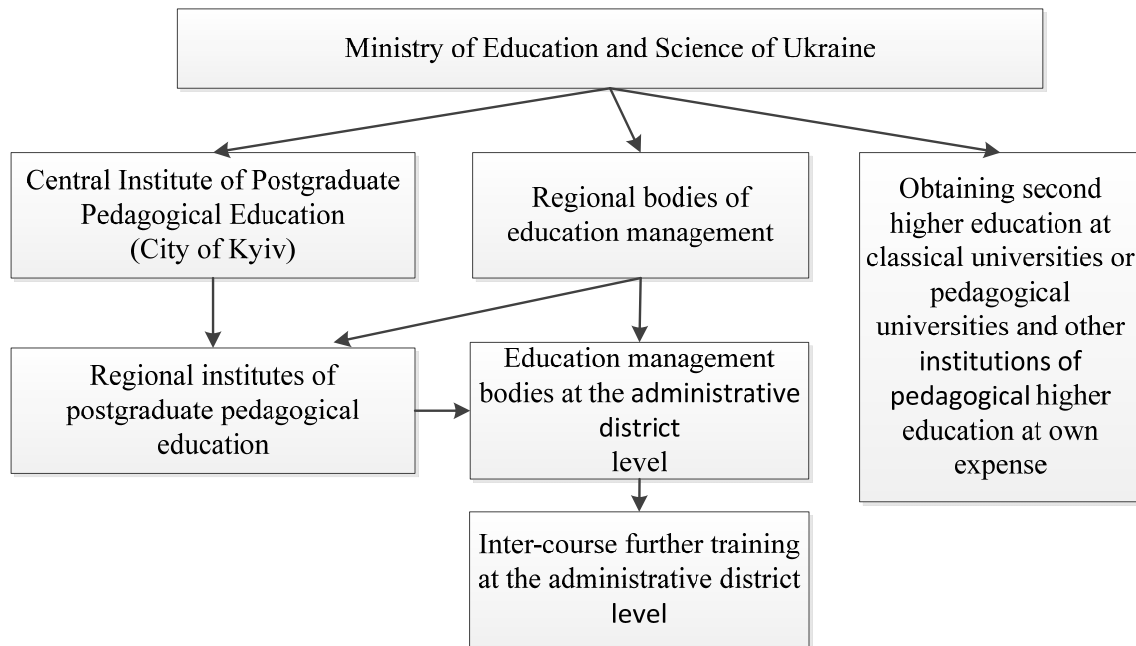 Ministry of Education and Science of Ukraine
Central Institute of Postgraduate
Pedagogical Education
(City of Kyiv)
Regional bodies of
education management
Obtaining second
higher education at
classical universities or
pedagogical
universities and other
institutions of
pedagogical higher
education at own
expense
Regional institutes of
postgraduate pedagogical
education
Education management
bodies at the administrative
district
level
Inter-course further training
at the administrative district
level